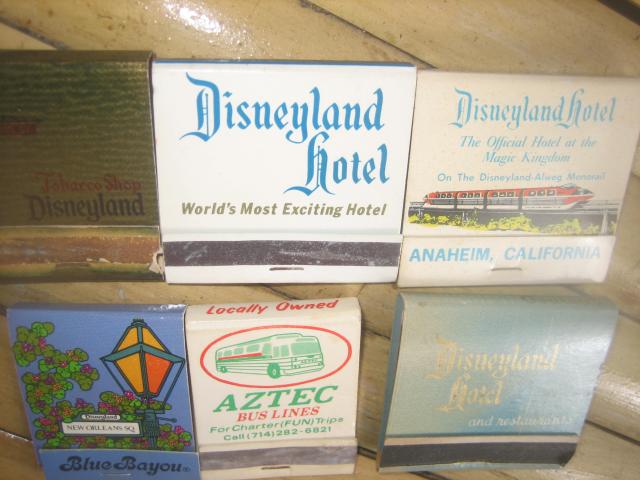 Tobacco Shop
Disneyland
Disneyland
Hotel
World's Most Exciting Hotel
Disneyland Hotel
The Official Hotel at the
Magic Kingdom
On The Disneyland-Alweg Monorail
ANAHEIM, CALIFORNIA
Disneyland
NEW ORLEANS SQ.
Blue Bayou®
Locally Owned
AZTEC
BUS LINES
For Charter (FUN) Trips
Call (714) 282-6821
Disneyland
Hotel
and restaurants